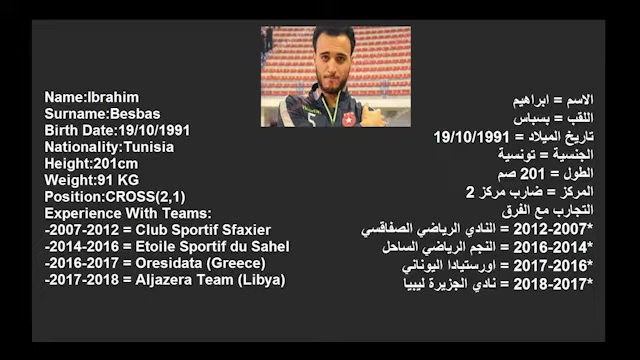 Name:Ibrahim
Surname:Besbas
Birth Date:19/10/1991
Nationality:Tunisia
Height:201cm
Weight:91 KG
Position:CROSS(2,1)
Experience With Teams:
-2007-2012 = Club Sportif Sfaxier
-2014-2016 = Etoile Sportif du Sahel
-2016-2017 = Oresidata (Greece)
-2017-2018 = Aljazera Team (Libya)
الاسم = ابراهيم
اللقب = بسباس
تاريخ الميلاد = 19/10/1991
الجنسية = تونسية
الطول = 201 صم
المركز = ضارب مركز 2
التجارب مع الفرق
*2007-2012 = النادي الرياضي الصفاقسي
*2014-2016 = النجم الرياضي الساحل
*2016-2017 = اورستيادا اليوناني
*2017-2018 = نادي الجزيرة ليبيا
5